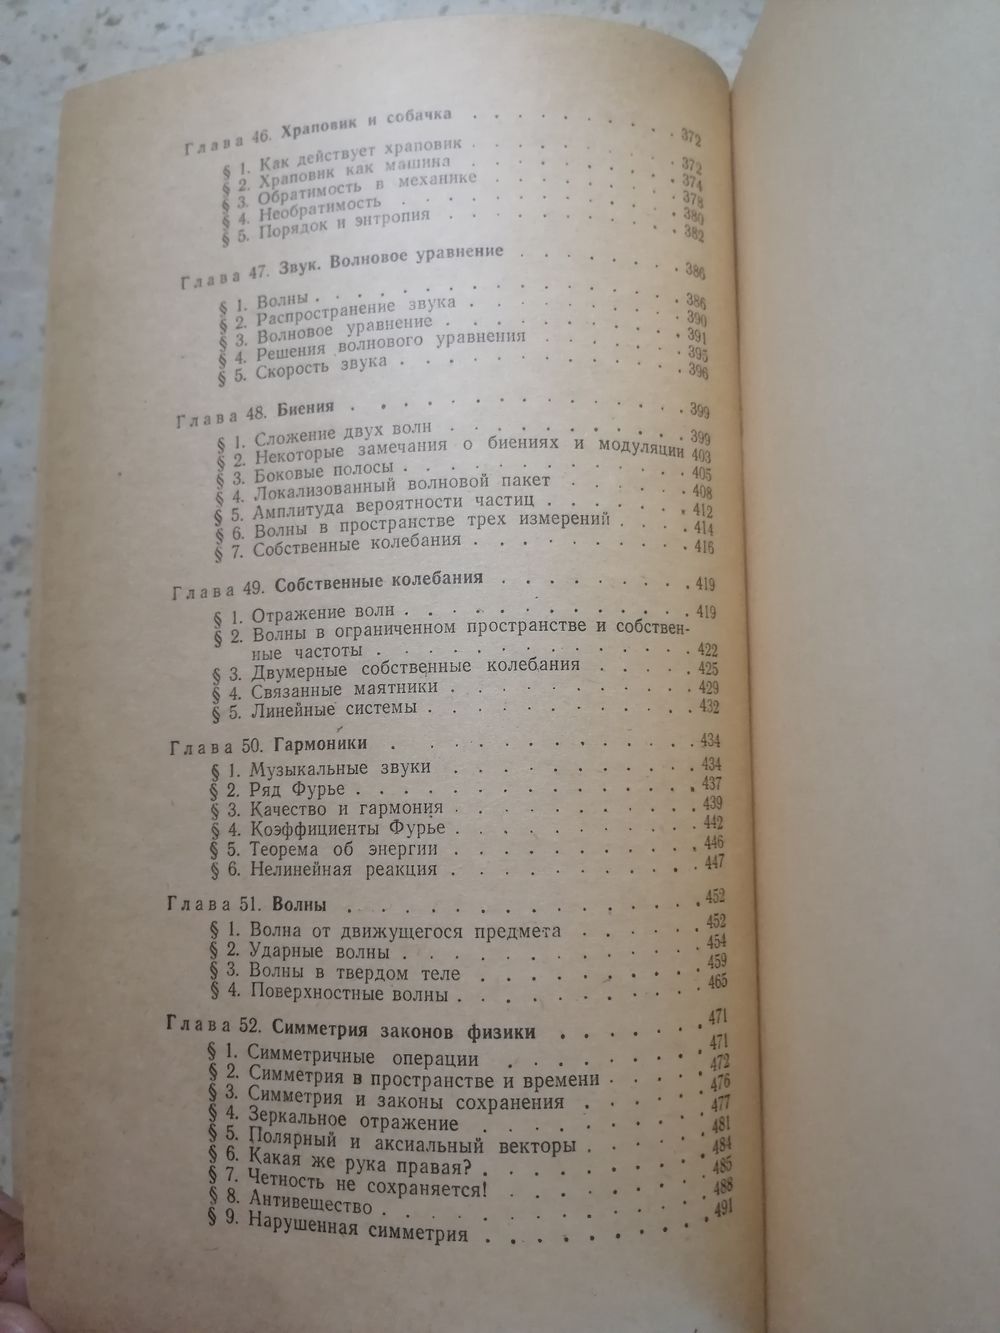 Глава 46. Храповик и собачка . . . . . . . . . . 372
§ 1. Как действует храповик . . . . . . . . . . 372
§ 2. Храповик как машина . . . . . . . . . . 374
§ 3. Обратимость в механике . . . . . . . . . . 378
§ 4. Необратимость . . . . . . . . . . 380
§ 5. Порядок и энтропия . . . . . . . . . . 382
Глава 47. Звук. Волновое уравнение . . . . . . . . 386
§ 1. Волны . . . . . . . . . . . . 386
§ 2. Распространение звука . . . . . . . . . . 390
§ 3. Волновое уравнение . . . . . . . . . . 391
§ 4. Решения волнового уравнения . . . . . . . 395
§ 5. Скорость звука . . . . . . . . . . 396
Глава 48. Биения . . . . . . . . . . . . 399
§ 1. Сложение двух волн . . . . . . . . . . 399
§ 2. Некоторые замечания о биениях и модуляции 403
§ 3. Боковые полосы . . . . . . . . . . . 405
§ 4. Локализованный волновой пакет . . . . . . 408
§ 5. Амплитуда вероятности частиц . . . . . . 412
§ 6. Волны в пространстве трех измерений . . . . 414
§ 7. Собственные колебания . . . . . . . . . 416
Глава 49. Собственные колебания . . . . . . . . . 419
§ 1. Отражение волн . . . . . . . . . . . 419
§ 2. Волны в ограниченном пространстве и собствен-
ные частоты . . . . . . . . . . . . 422
§ 3. Двумерные собственные колебания . . . . . 425
§ 4. Связанные маятники . . . . . . . . . . 429
§ 5. Линейные системы . . . . . . . . . . 432
Глава 50. Гармоники . . . . . . . . . . . 434
§ 1. Музыкальные звуки . . . . . . . . . . 434
§ 2. Ряд Фурье . . . . . . . . . . . . 437
§ 3. Качество и гармония . . . . . . . . . . 439
§ 4. Коэффициенты Фурье . . . . . . . . . . 442
§ 5. Теорема об энергии . . . . . . . . . . 446
§ 6. Нелинейная реакция . . . . . . . . . . 447
Глава 51. Волны . . . . . . . . . . . . 452
§ 1. Волна от движущегося предмета . . . . . . 452
§ 2. Ударные волны . . . . . . . . . . . 454
§ 3. Волны в твердом теле . . . . . . . . . 459
§ 4. Поверхностные волны . . . . . . . . . . 465
Глава 52. Симметрия законов физики . . . . . . . 471
§ 1. Симметричные операции . . . . . . . . . 471
§ 2. Симметрия в пространстве и времени . . . . . 472
§ 3. Симметрия и законы сохранения . . . . . . 476
§ 4. Зеркальное отражение . . . . . . . . . 477
§ 5. Полярный и аксиальный векторы . . . . . . 481
§ 6. Какая же рука правая? . . . . . . . . . 484
§ 7. Четность не сохраняется! . . . . . . . . . 485
§ 8. Антивещество . . . . . . . . . . . . 488
§ 9. Нарушенная симметрия . . . . . . . . . 491